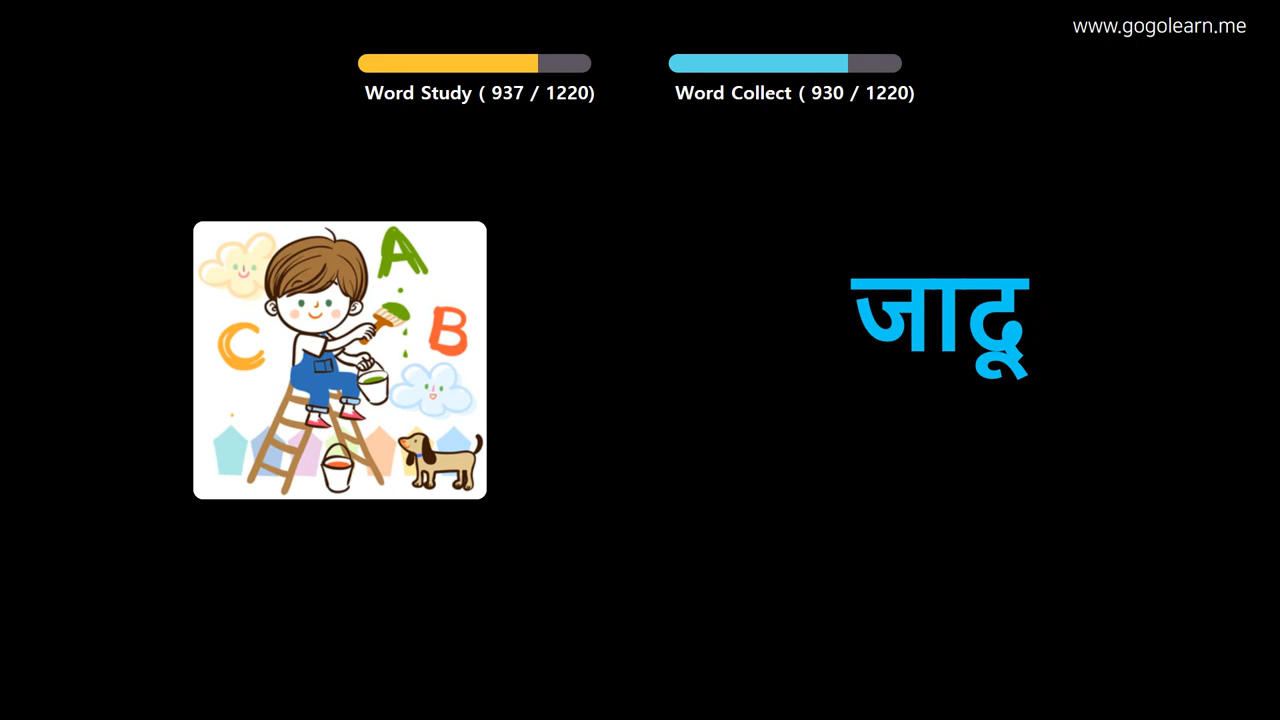 www.gogolearn.me
Word Study ( 937 / 1220)
Word Collect ( 930 / 1220)
A
B
C
जादू